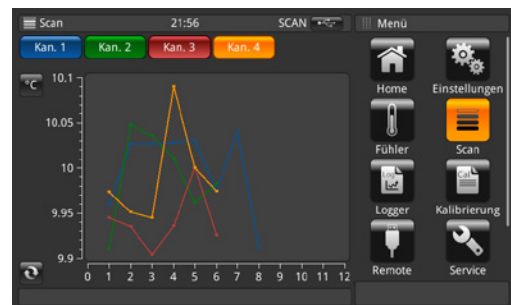 Scan 21:56 SCAN
Menü
Kan. 1 Kan. 2 Kan. 3 Kan. 4
°C
10.1
10.05
10
9.95
9.9
0 1 2 3 4 5 6 7 8 9 10 11 12
Home Einstellungen
Fühler Scan
Log
Cal
Logger Kalibrierung
Remote Service